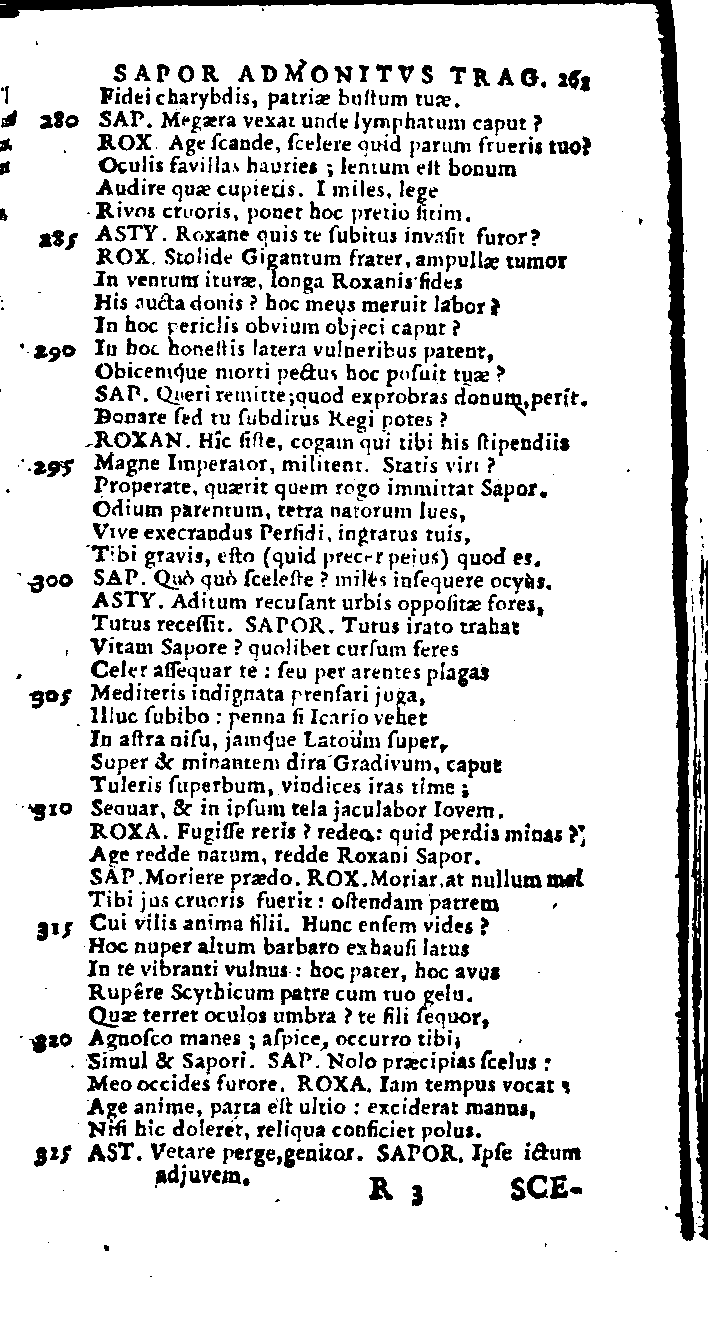 SAPOR ADMONITVS TRAG. 261
Fidei charybdis, patriæ bustum tuæ.
280 SAP. Megæra vexat unde lymphatum caput ?
ROX. Age ſcande, ſcelere quid parum frueris tuo?
Oculis favillas hauries ; lentum eſt bonum
Audire quæ cupieris. I miles, lege
Rivos cruoris, ponet hoc pretio ſitim.
285 ASTY. Roxane quis te ſubitus invaſit furor?
ROX. Stolide Gigantum frater, ampullæ tumor
In ventum ituræ, longa Roxanis fides
His aucta donis ? hoc meus meruit labor ?
In hoc periclis obvium objeci caput ?
290 In hoc honeſtis latera vulneribus patent,
Obicemque morti pectus hoc poſuit tuæ ?
SAP. Queri remitte;quod exprobras donum,perit.
Donare ſed tu ſubditus Regi potes ?
ROXAN. Hîc ſiſte, cogam qui tibi his ſtipendiis
295 Magne Imperator, militent. Statis viri ?
Properate, quærit quem rogo immittat Sapor.
Odium parentum, tetra natorum lues,
Vive execrandus Perſidi, ingratus tuis,
Tibi gravis, eſto (quid precer pejus) quod es.
300 SAP. Quò quò ſceleſte ? milẽs inſequere ocyùs.
ASTY. Aditum recuſant urbis oppoſitæ fores,
Tutus receſſit. SAPOR. Tutus irato trahat
Vitam Sapore ? quolibet curſum feres
Celer aſſequar te : ſeu per arentes plagas
305 Mediteris indignata prenſari juga,
Illuc ſubibo : penna ſi Icario vehet
In aſtra niſu, jamque Latoüm ſuper,
Super & minantem dira Gradivum, caput
Tuleris ſuperbum, vindices iras time ;
310 Sequar, & in ipſum tela jaculabor Iovem.
ROXA. Fugiſſe reris ? redeo: quid perdis minas ?
Age redde natum, redde Roxani Sapor.
SAP.Moriere prædo. ROX.Moriar,at nullum mei
Tibi jus cruoris fuerit : oſtendam patrem
315 Cui vilis anima filii. Hunc enſem vides ?
Hoc nuper altum barbaro exhauſi latus
In te vibranti vulnus : hoc pater, hoc avus
Rupêre Scythicum patre cum tuo gelu.
Quæ terret oculos umbra ? te fili ſequor,
320 Agnoſco manes ; aſpice, occurro tibi,
Simul & Sapori. SAP. Nolo præcipias ſcelus :
Meo occides furore. ROXA. Iam tempus vocat ;
Age anime, parta eſt ultio : exciderat manus,
Niſi hic doleret, reliqua conficiet polus.
325 AST. Vetare perge,genitor. SAPOR. Ipſe ictum
adjuvem.
R 3 SCE-